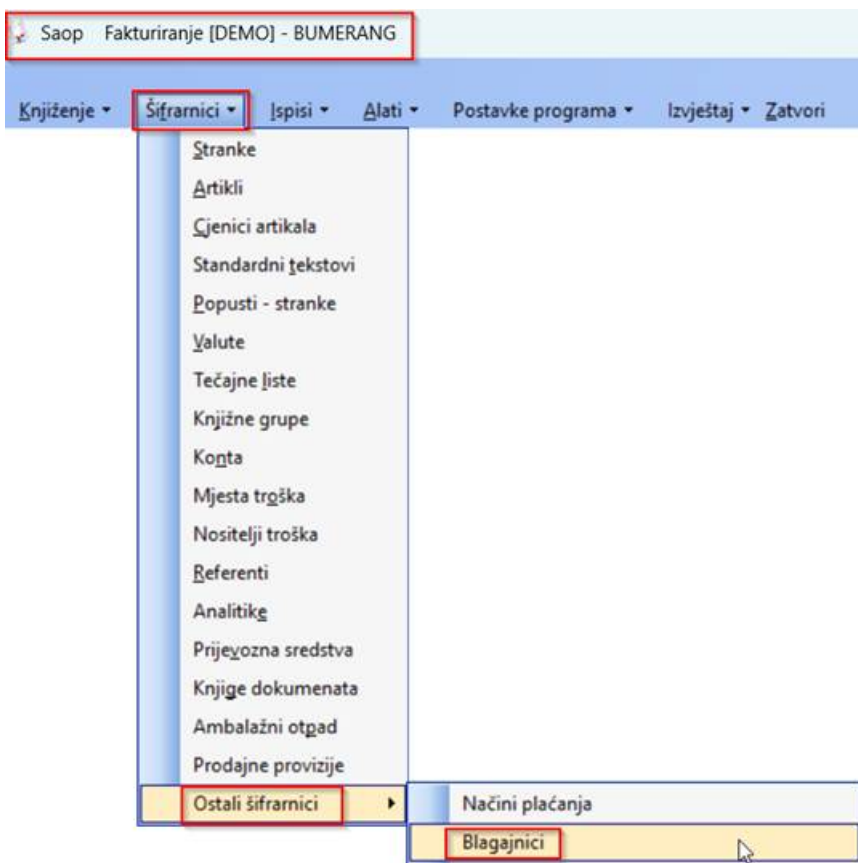 Saop Fakturiranje [DEMO] - BUMERANG
Knjiženje Šifrarnici Ispisi Alati Postavke programa Izvještaj Zatvori
Stranke
Artikli
Cjenici artikala
Standardni tekstovi
Popusti - stranke
Valute
Tečajne liste
Knjižne grupe
Konta
Mjesta troška
Nositelji troška
Referenti
Analitike
Prijevozna sredstva
Knjige dokumenata
Ambalažni otpad
Prodajne provizije
Ostali šifrarnici
Načini plaćanja
Blagajnici